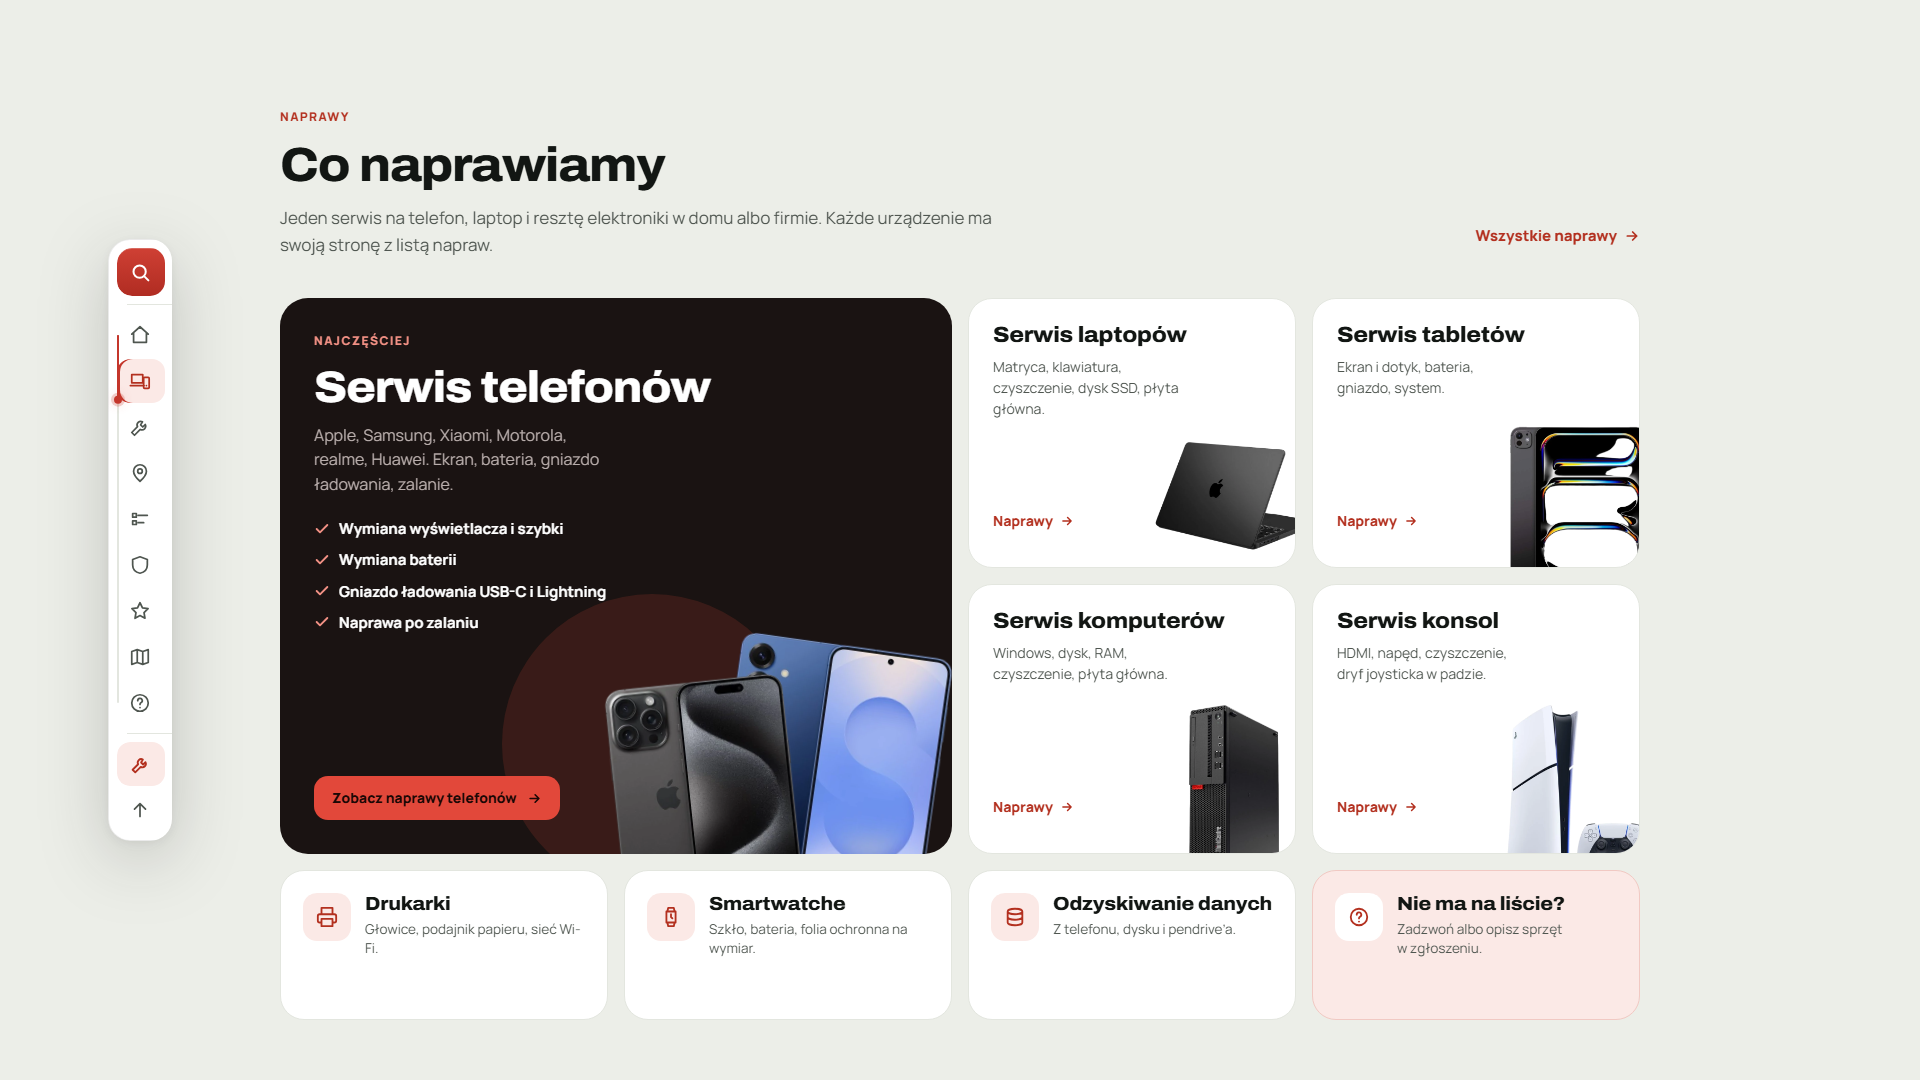 NAPRAWY
Co naprawiamy
Jeden serwis na telefon, laptop i resztę elektroniki w domu albo firmie. Każde urządzenie ma
swoją stronę z listą napraw.
Wszystkie naprawy
NAJCZĘŚCIEJ
Serwis telefonów
Apple, Samsung, Xiaomi, Motorola,
realme, Huawei. Ekran, bateria, gniazdo
ładowania, zalanie.
Wymiana wyświetlacza i szybki
Wymiana baterii
Gniazdo ładowania USB-C i Lightning
Naprawa po zalaniu
Zobacz naprawy telefonów
Serwis laptopów
Matryca, klawiatura,
czyszczenie, dysk SSD, płyta
główna.
Naprawy
Serwis tabletów
Ekran i dotyk, bateria,
gniazdo, system.
Naprawy
Serwis komputerów
Windows, dysk, RAM,
czyszczenie, płyta główna.
Naprawy
Serwis konsol
HDMI, napęd, czyszczenie,
dryf joysticka w padzie.
Naprawy
Drukarki
Głowice, podajnik papieru, sieć Wi-
Fi.
Smartwatche
Szkło, bateria, folia ochronna na
wymiar.
Odzyskiwanie danych
Z telefonu, dysku i pendrive'a.
Nie ma na liście?
Zadzwoń albo opisz sprzęt
w zgłoszeniu.